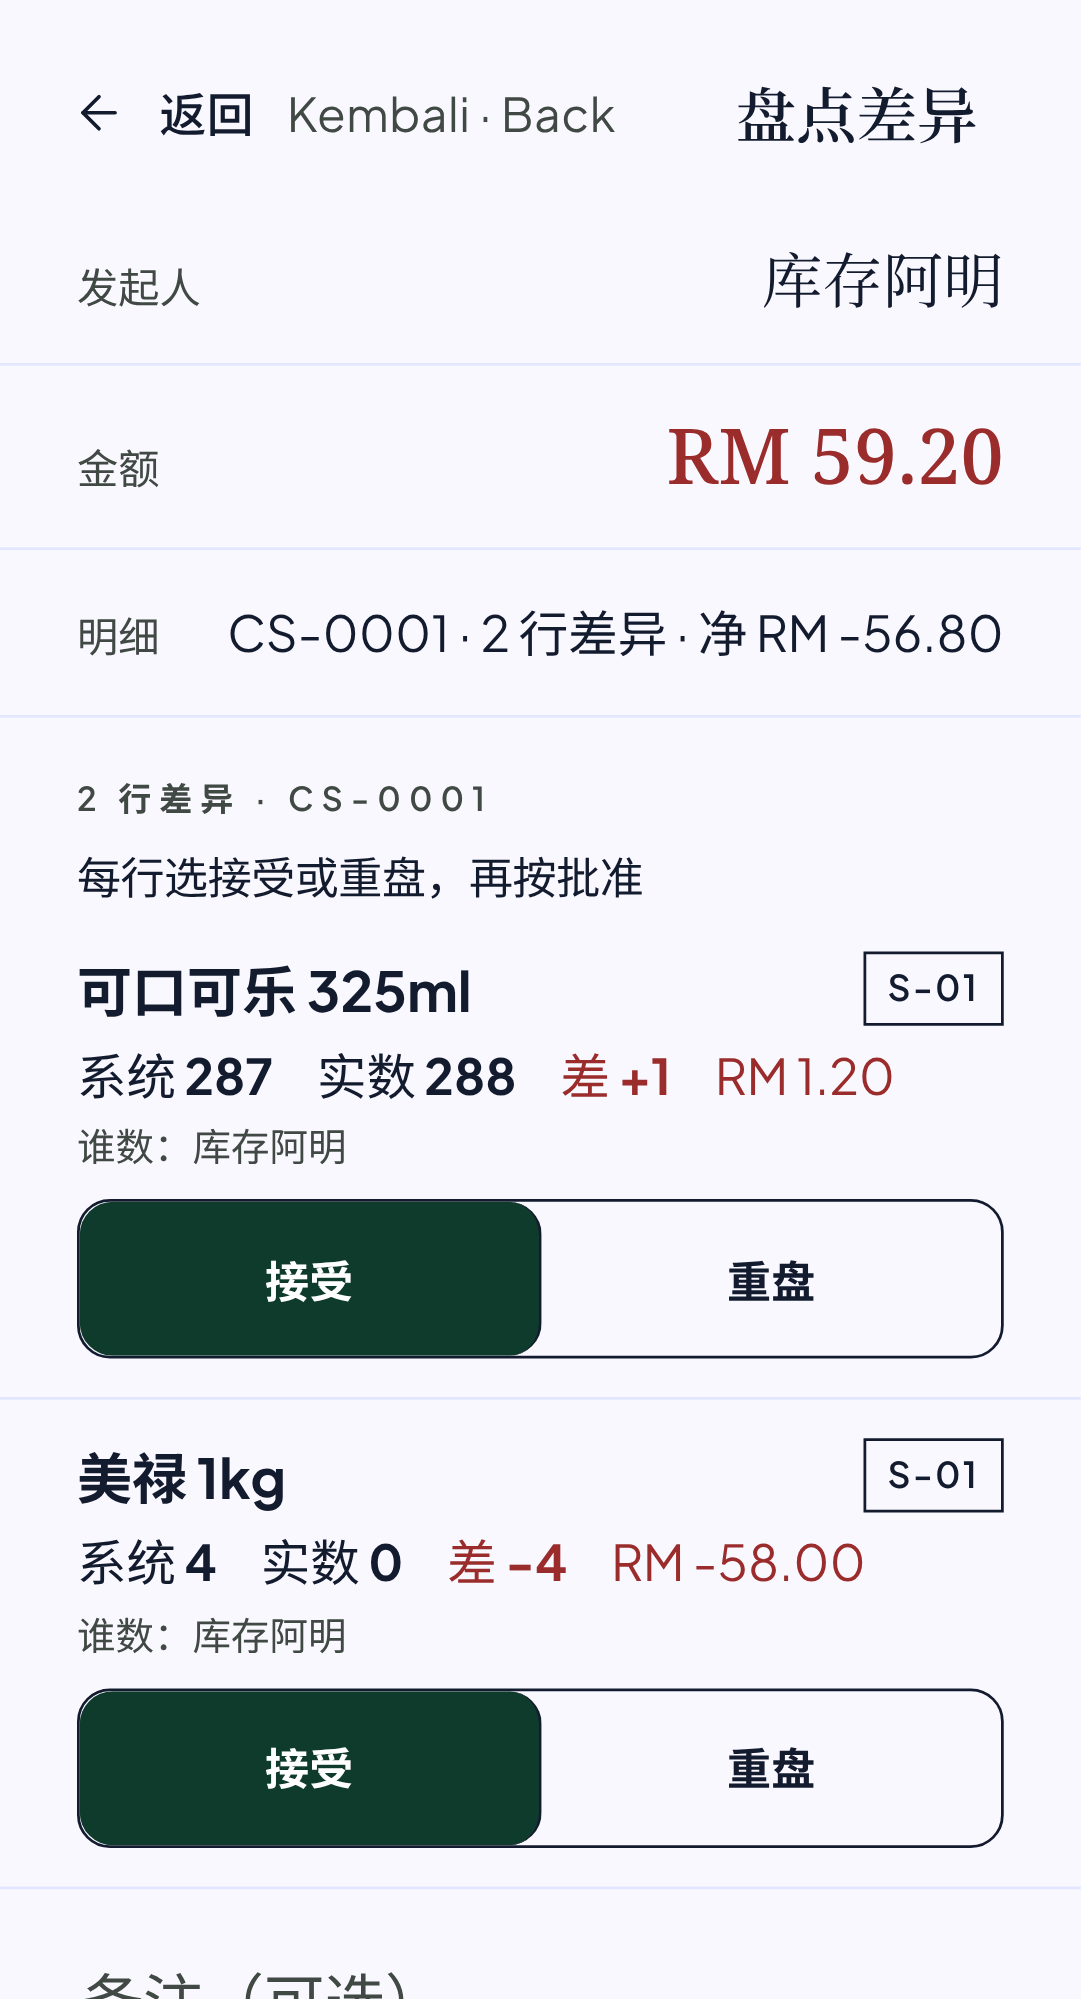 ← 返回 Kembali · Back 盘点差异
发起人 库存阿明
金额 RM 59.20
明细 CS-0001 · 2 行差异 · 净 RM -56.80
2 行差异 · CS-0001
每行选接受或重盘，再按批准
可口可乐 325ml S-01
系统 287 实数 288 差 +1 RM 1.20
谁数：库存阿明
接受 重盘
美禄 1kg S-01
系统 4 实数 0 差 −4 RM -58.00
谁数：库存阿明
接受 重盘
备注（可选）